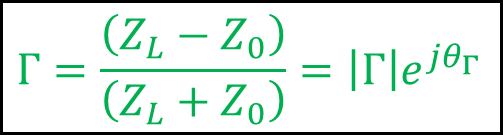 Γ = (Z_L − Z_0) / (Z_L + Z_0) = |Γ|e^{jθ_Γ}